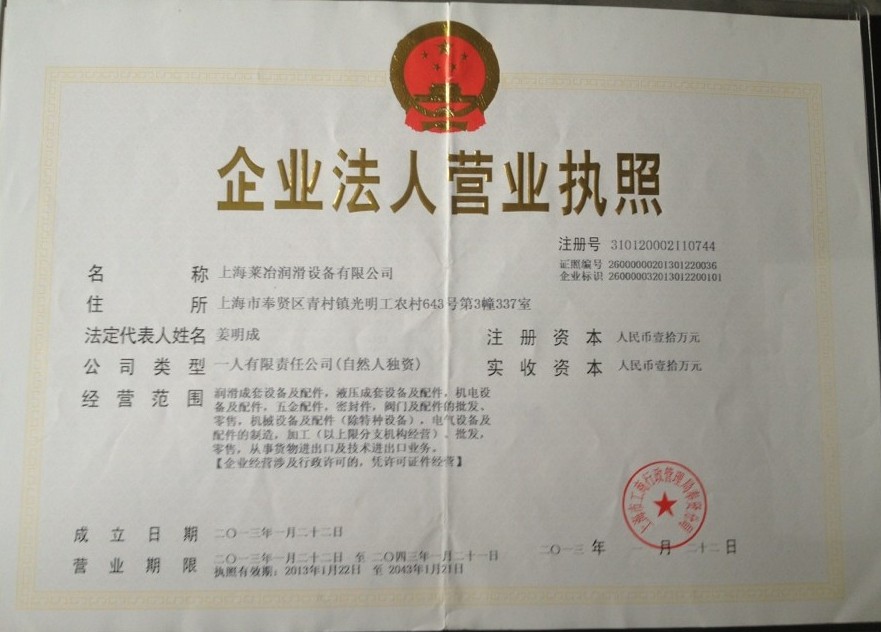 企业法人营业执照
注册号 310120002110744
证照编号 26000000201301220036
企业标识 260000032013012200101
名称 上海莱冶润滑设备有限公司
住所 上海市奉贤区青村镇光明工农村643号第3幢337室
法定代表人姓名 姜明成
注册资本 人民币壹拾万元
公司类型 一人有限责任公司(自然人独资)
实收资本 人民币壹拾万元
经营范围 润滑成套设备及配件，液压成套设备及配件，机电设
备及配件，五金配件，密封件，阀门及配件的批发、
零售，机械设备及配件（除特种设备），电气设备及
配件的制造，加工（以上限分支机构经营）、批发，
零售，从事货物进出口及技术进出口业务。
【企业经营涉及行政许可的，凭许可证件经营】
上海市工商行政管理局奉贤分局
成立日期 二〇一三年一月二十二日
营业期限 二〇一三年一月二十二日 至 二〇四三年一月二十一日
执照有效期：2013年1月22日 至 2043年1月21日
二〇一三 年 一 月 二十二 日